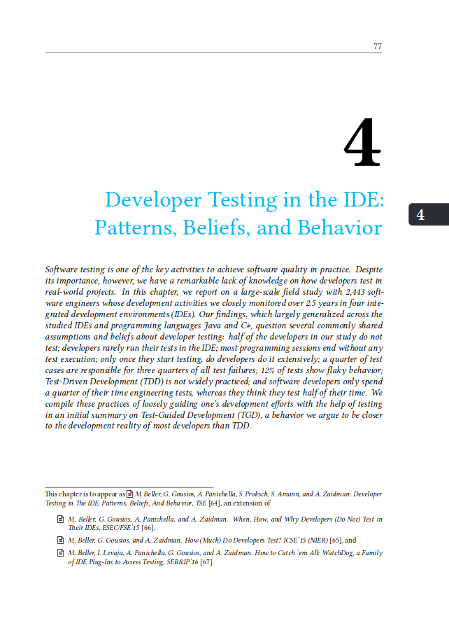 77
4
Developer Testing in the IDE:
Patterns, Beliefs, and Behavior
4
Software testing is one of the key activities to achieve software quality in practice. Despite
its importance, however, we have a remarkable lack of knowledge on how developers test in
real-world projects. In this chapter, we report on a large-scale field study with 2,443 soft-
ware engineers whose development activities we closely monitored over 2.5 years in four inte-
grated development environments (IDEs). Our findings, which largely generalized across the
studied IDEs and programming languages Java and C#, question several commonly shared
assumptions and beliefs about developer testing: half of the developers in our study do not
test; developers rarely run their tests in the IDE; most programming sessions end without any
test execution; only once they start testing, do developers do it extensively; a quarter of test
cases are responsible for three quarters of all test failures; 12% of tests show flaky behavior;
Test-Driven Development (TDD) is not widely practiced; and software developers only spend
a quarter of their time engineering tests, whereas they think they test half of their time. We
compile these practices of loosely guiding one's development efforts with the help of testing
in an initial summary on Test-Guided Development (TGD), a behavior we argue to be closer
to the development reality of most developers than TDD.
This chapter is to appear as M. Beller, G. Gousios, A. Panichella, S. Proksch, S. Amann, and A. Zaidman: Developer
Testing in The IDE: Patterns, Beliefs, And Behavior, TSE [64], an extension of
M. Beller, G. Gousios, A. Panichella, and A. Zaidman. When, How, and Why Developers (Do Not) Test in
Their IDEs, ESEC/FSE'15 [66],
M. Beller, G. Gousios, and A. Zaidman. How (Much) Do Developers Test? ICSE'15 (NIER) [65], and
M. Beller, I. Levaja, A. Panichella, G. Gousios, and A. Zaidman. How to Catch 'em All: WatchDog, a Family
of IDE Plug-Ins to Assess Testing, SER&IP'16 [67]